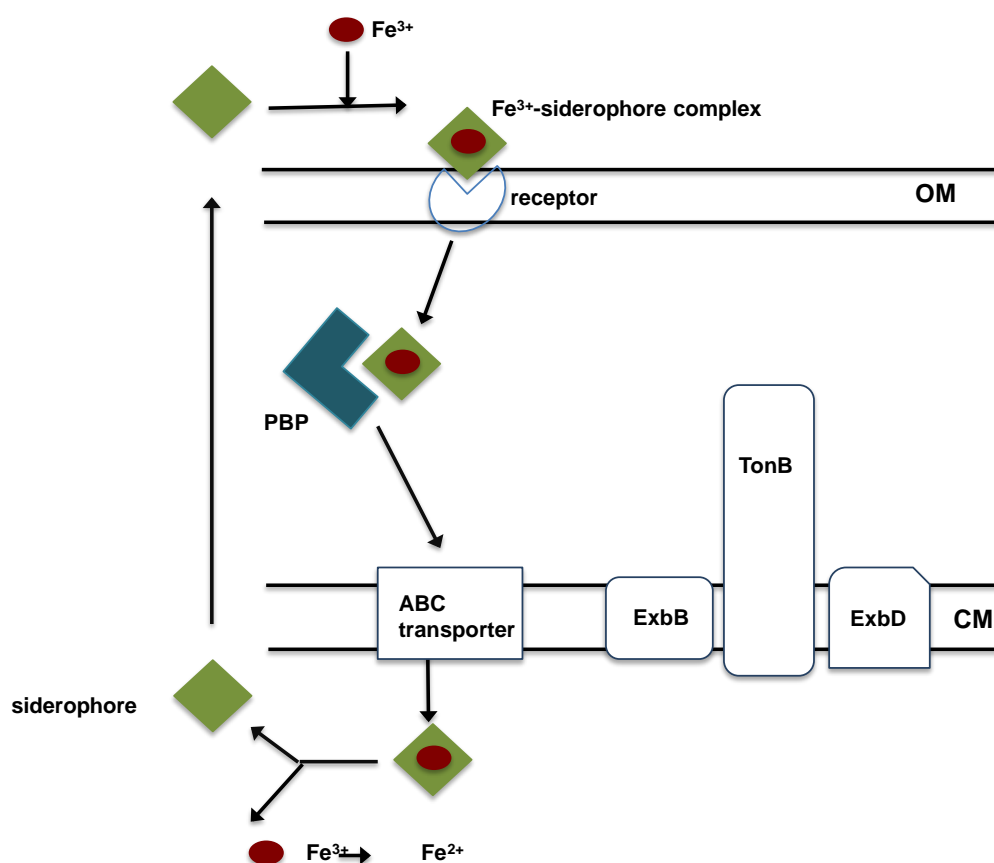 Fe³⁺
Fe³⁺-siderophore complex
receptor
OM
PBP
TonB
ABC
transporter
ExbB
ExbD
CM
siderophore
Fe³⁺
Fe²⁺